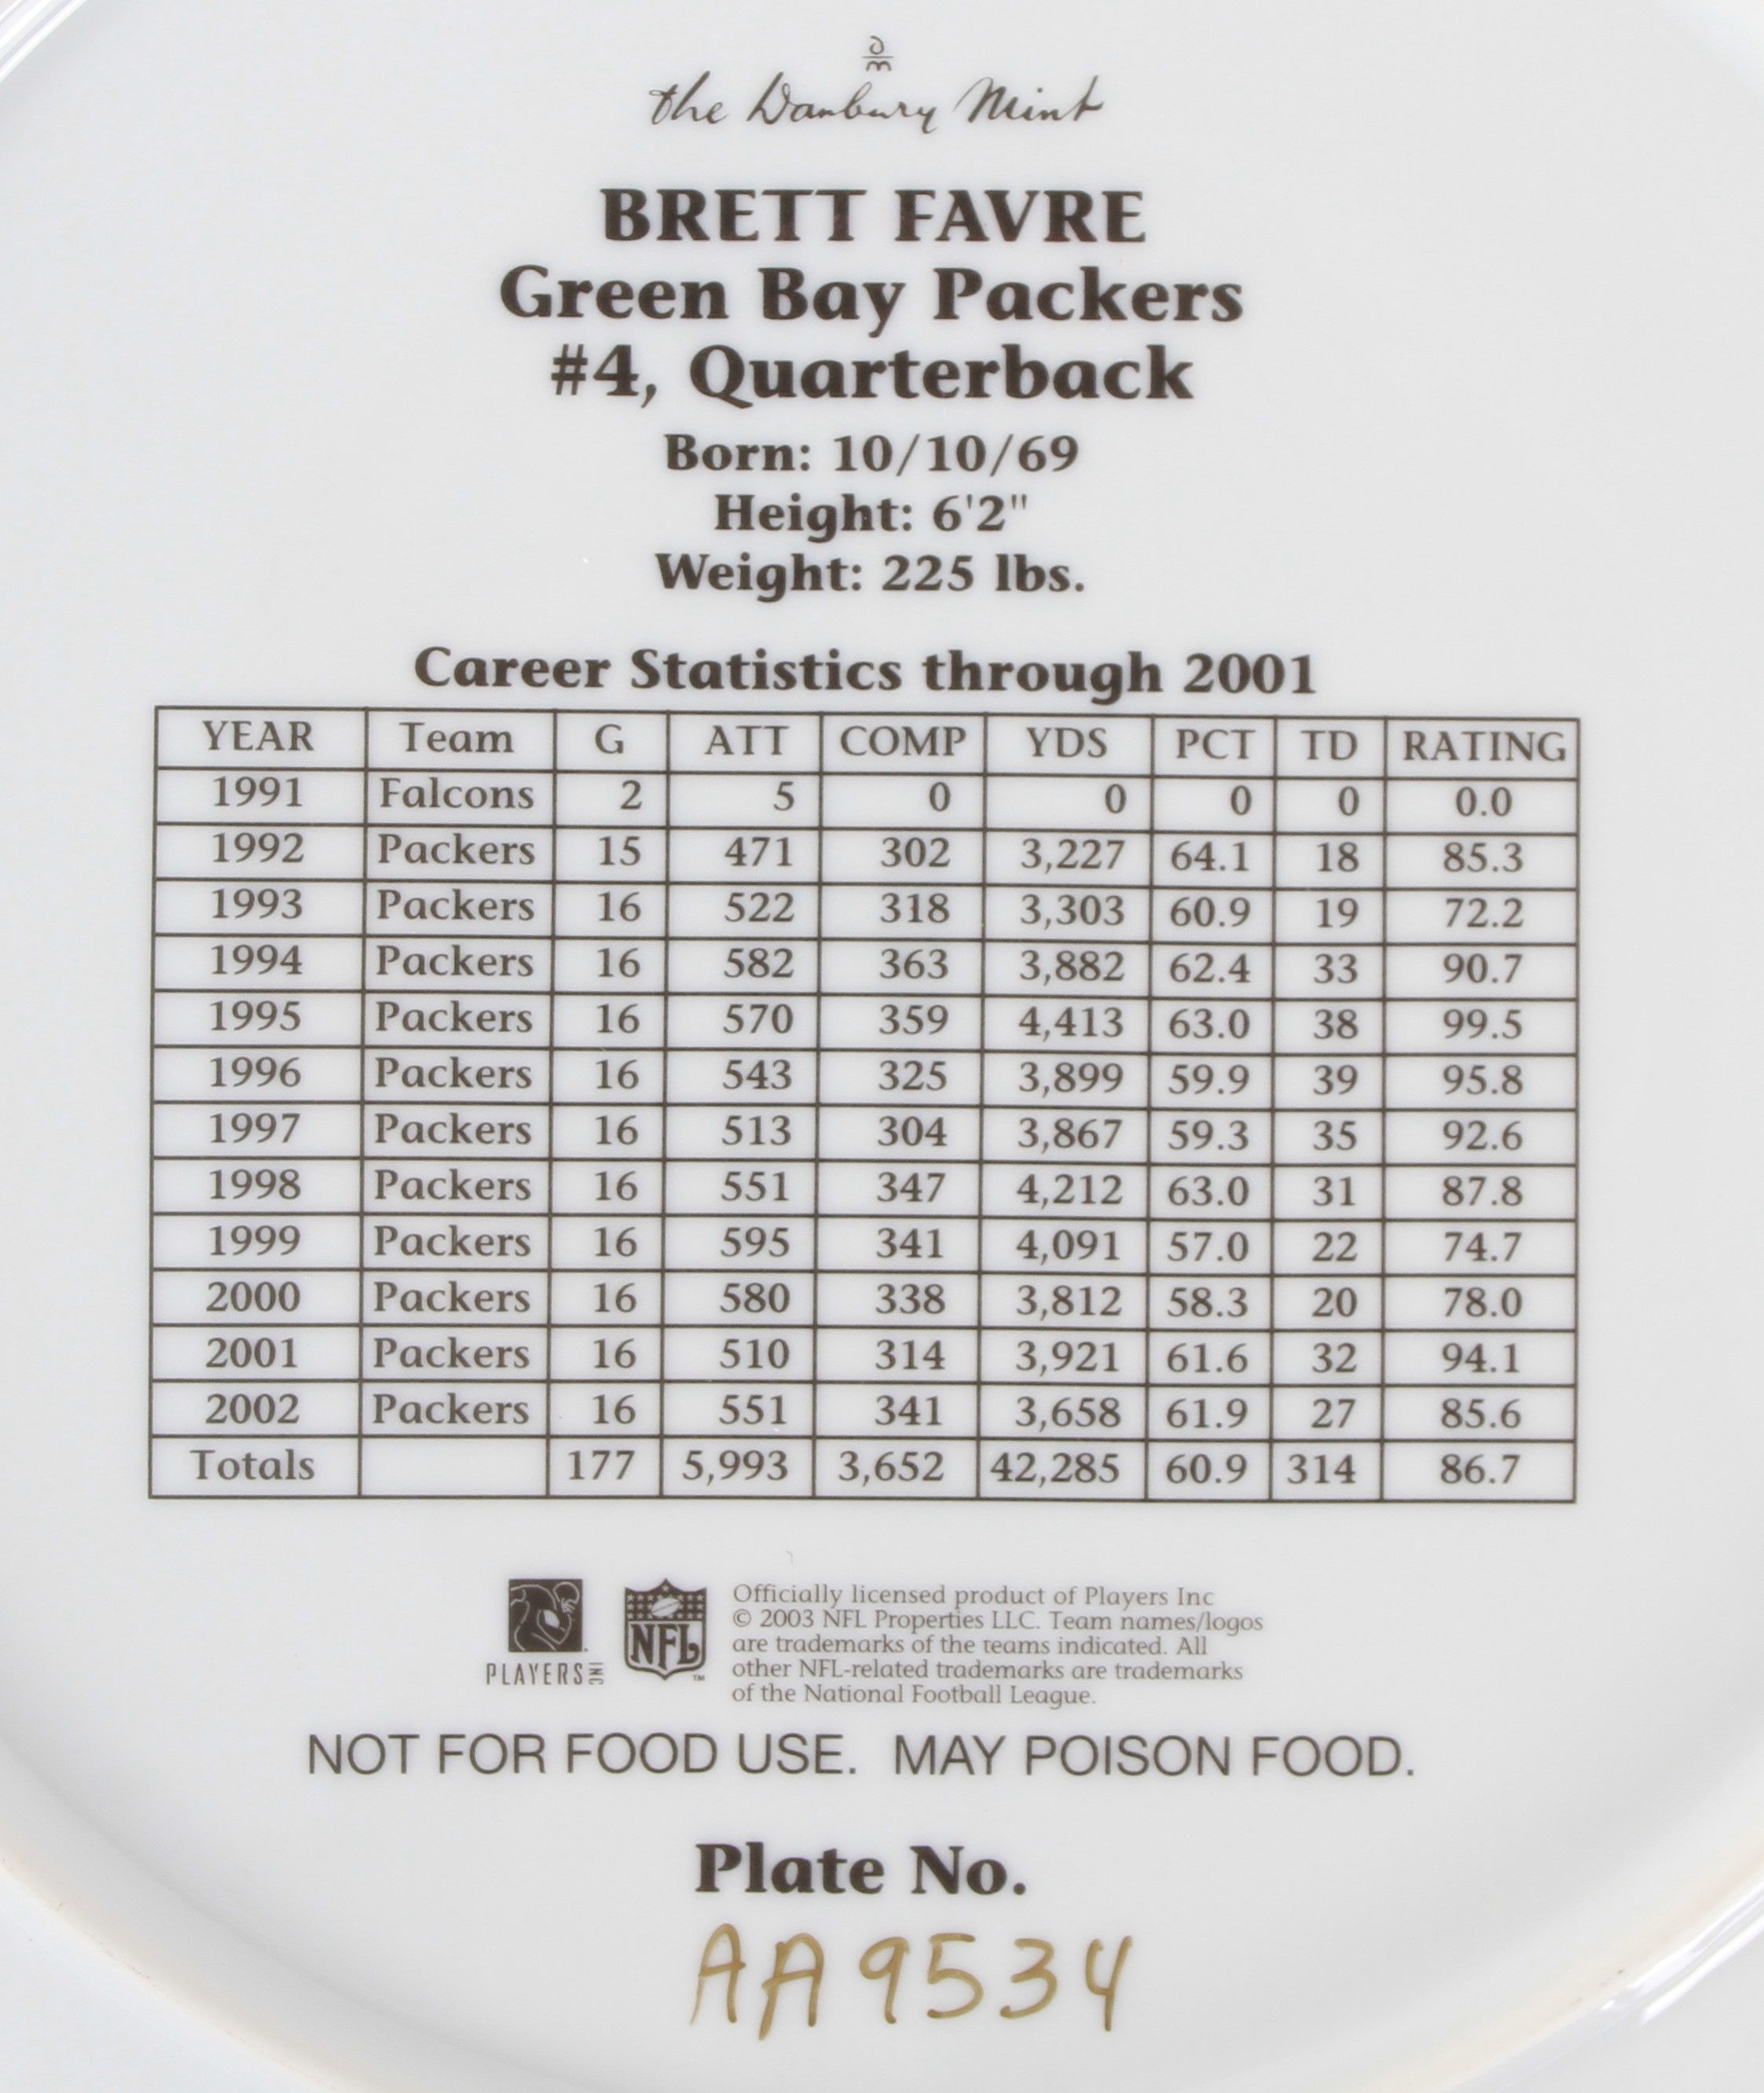 the Danbury Mint
BRETT FAVRE
Green Bay Packers
#4, Quarterback
Born: 10/10/69
Height: 6'2"
Weight: 225 lbs.
Career Statistics through 2001
YEAR Team G ATT COMP YDS PCT TD RATING
1991 Falcons 2 5 0 0 0 0 0.0
1992 Packers 15 471 302 3,227 64.1 18 85.3
1993 Packers 16 522 318 3,303 60.9 19 72.2
1994 Packers 16 582 363 3,882 62.4 33 90.7
1995 Packers 16 570 359 4,413 63.0 38 99.5
1996 Packers 16 543 325 3,899 59.9 39 95.8
1997 Packers 16 513 304 3,867 59.3 35 92.6
1998 Packers 16 551 347 4,212 63.0 31 87.8
1999 Packers 16 595 341 4,091 57.0 22 74.7
2000 Packers 16 580 338 3,812 58.3 20 78.0
2001 Packers 16 510 314 3,921 61.6 32 94.1
2002 Packers 16 551 341 3,658 61.9 27 85.6
Totals 177 5,993 3,652 42,285 60.9 314 86.7
PLAYERS INC
NFL TM
Officially licensed product of Players Inc
© 2003 NFL Properties LLC. Team names/logos
are trademarks of the teams indicated. All
other NFL-related trademarks are trademarks
of the National Football League.
NOT FOR FOOD USE. MAY POISON FOOD.
Plate No.
AA9534